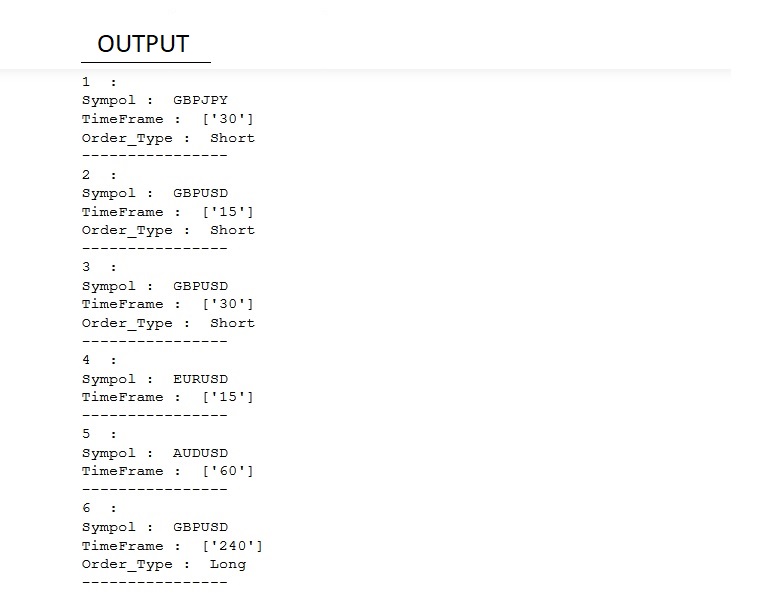 OUTPUT
1  :
Sympol :  GBPJPY
TimeFrame :  ['30']
Order_Type :  Short
----------------
2  :
Sympol :  GBPUSD
TimeFrame :  ['15']
Order_Type :  Short
----------------
3  :
Sympol :  GBPUSD
TimeFrame :  ['30']
Order_Type :  Short
----------------
4  :
Sympol :  EURUSD
TimeFrame :  ['15']
----------------
5  :
Sympol :  AUDUSD
TimeFrame :  ['60']
----------------
6  :
Sympol :  GBPUSD
TimeFrame :  ['240']
Order_Type :  Long
----------------